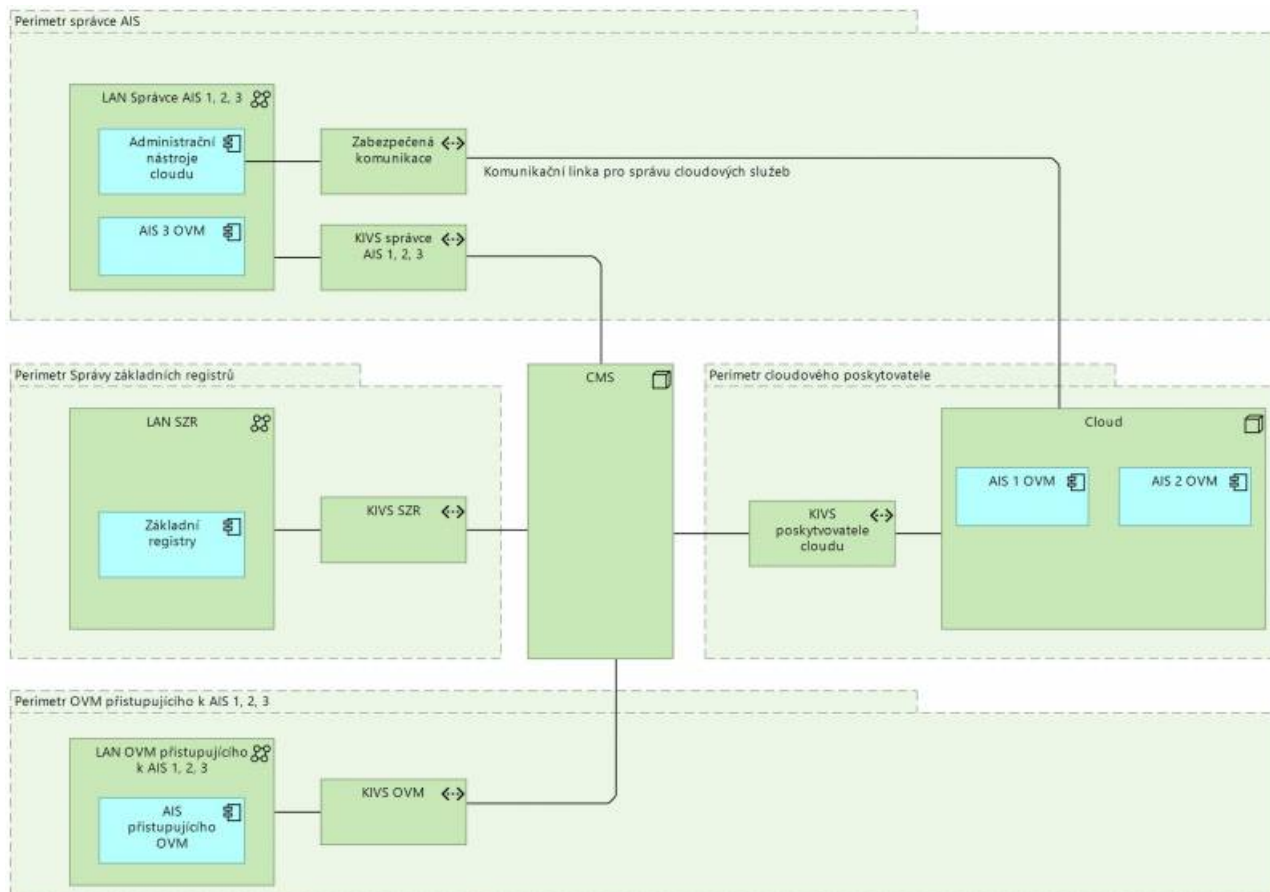 Perimetr správce AIS
LAN Správce AIS 1, 2, 3
Administrační
nástroje
cloudu
Zabezpečená
komunikace
Komunikační linka pro správu cloudových služeb
AIS 3 OVM
KIVS správce
AIS 1, 2, 3
Perimetr Správy základních registrů
LAN SZR
Základní
registry
KIVS SZR
CMS
Perimetr cloudového poskytovatele
KIVS
poskytvovatele
cloudu
Cloud
AIS 1 OVM
AIS 2 OVM
Perimetr OVM přistupujícího k AIS 1, 2, 3
LAN OVM přistupujícího
k AIS 1, 2, 3
AIS
přistupujícího
OVM
KIVS OVM